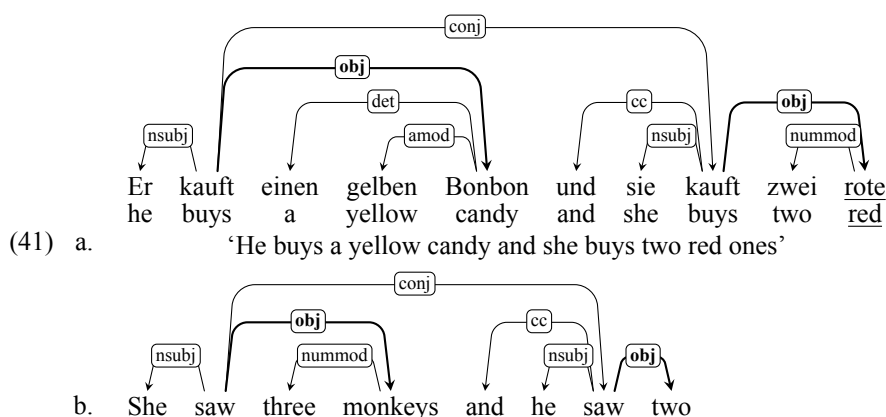 conj
obj
det cc obj
nsubj amod nsubj nummod
Er kauft einen gelben Bonbon und sie kauft zwei rote
he buys a yellow candy and she buys two red
(41) a. ‘He buys a yellow candy and she buys two red ones’
conj
obj cc
nsubj nummod nsubj obj
b. She saw three monkeys and he saw two